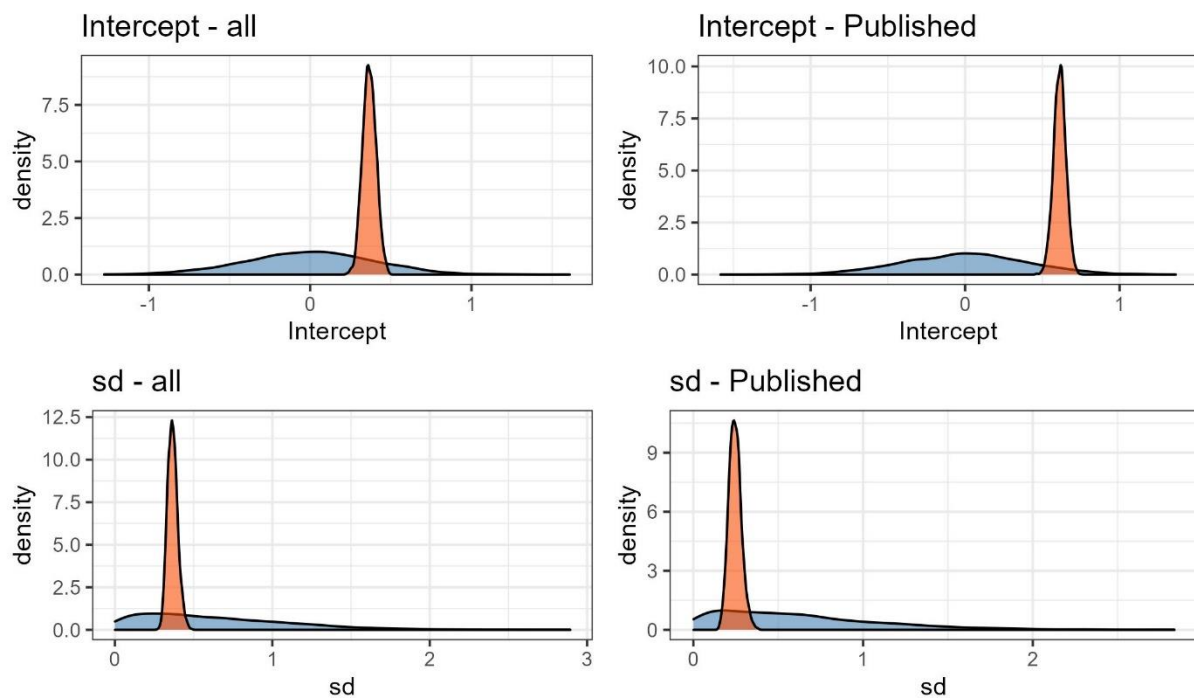 Intercept - all
7.5
5.0
2.5
0.0
density
-1
0
1
Intercept
Intercept - Published
10.0
7.5
5.0
2.5
0.0
density
-1
0
1
Intercept
sd - all
12.5
10.0
7.5
5.0
2.5
0.0
density
0
1
2
3
sd
sd - Published
9
6
3
0
density
0
1
2
sd